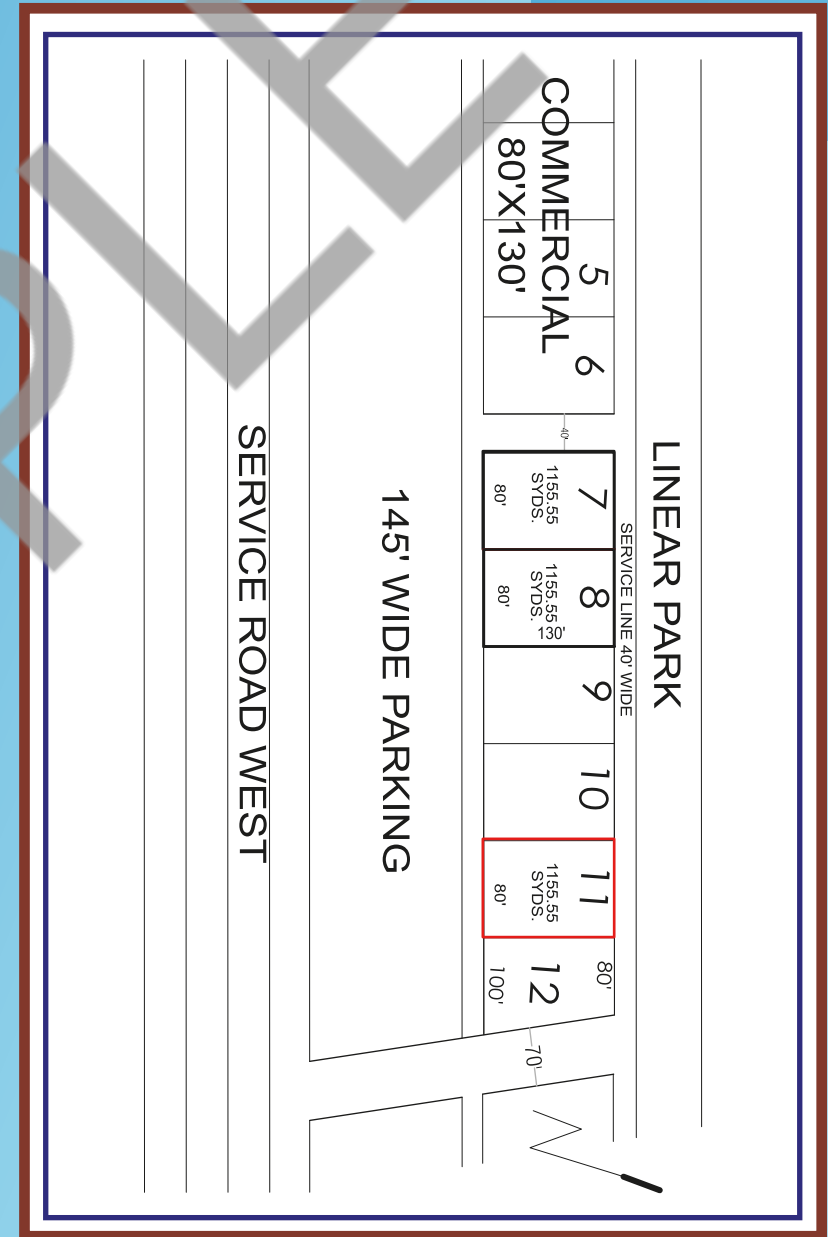 COMMERCIAL
80'X130'
5
6
40'
7
1155.55
SYDS.
80'
8
1155.55
SYDS.
130'
80'
9
10
11
1155.55
SYDS.
80'
12
80'
100'
70'
LINEAR PARK
SERVICE LINE 40' WIDE
145' WIDE PARKING
SERVICE ROAD WEST